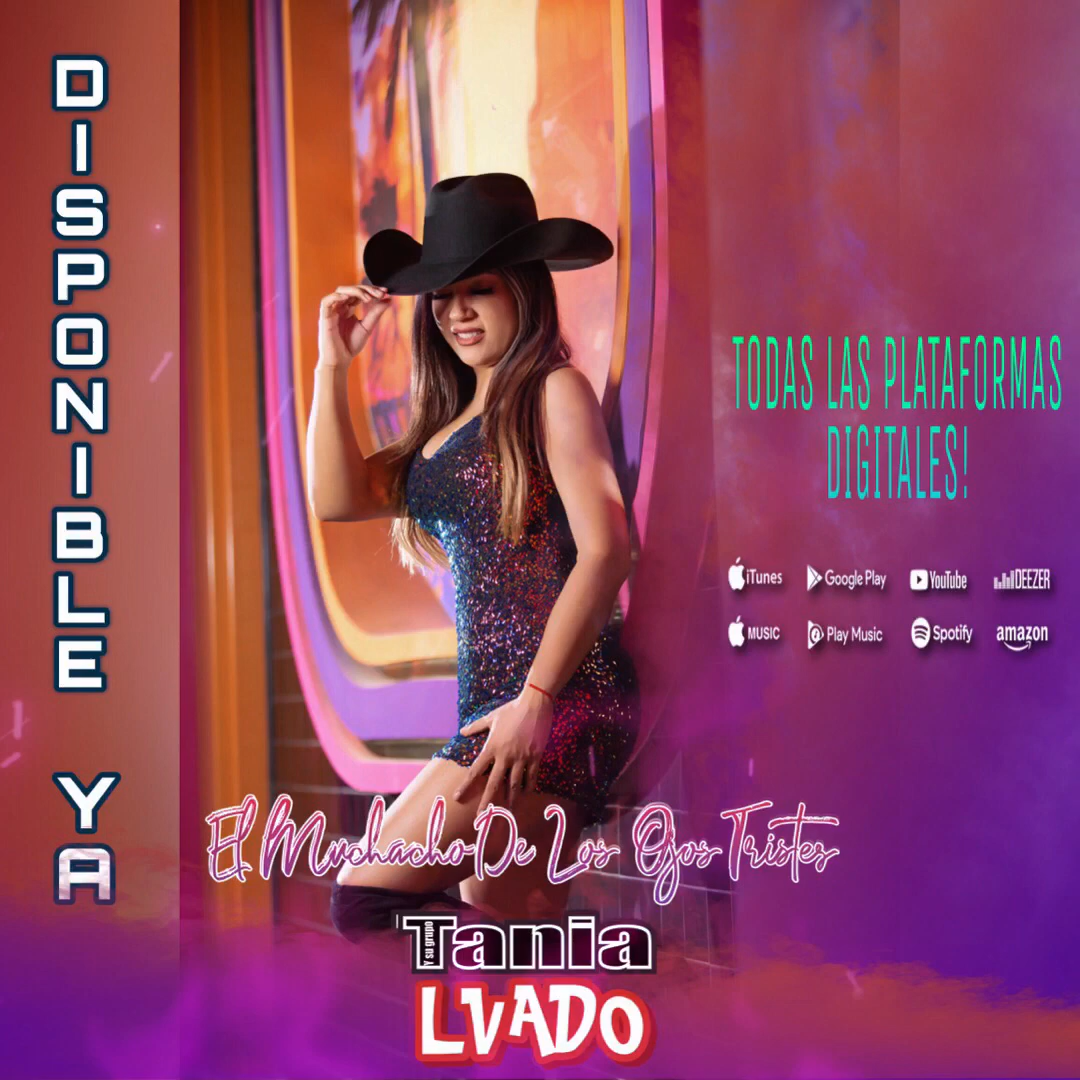 DISPONIBLE YA
TODAS LAS PLATAFORMAS
DIGITALES!
iTunes
Google Play
YouTube
DEEZER
MUSIC
Play Music
Spotify
amazon
El Muchacho De Los Ojos Tristes
Y su grupo
Tania
LVADO